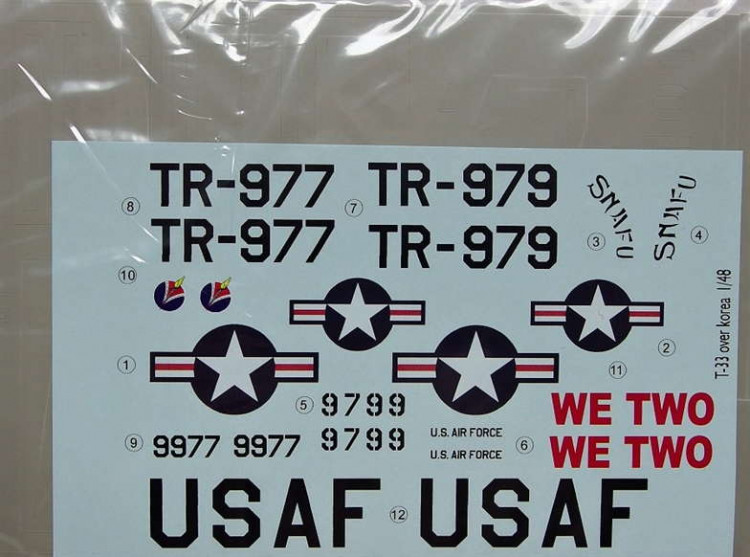 TR-977 TR-979
8 7
TR-977 TR-979
SNAFU SNAFU
3 4
10
T-33 over korea 1/48
2
1 11
WE TWO
5 9799
9 9977 9977 9799 U.S. AIR FORCE 6
U.S. AIR FORCE
WE TWO
USAF 12 USAF